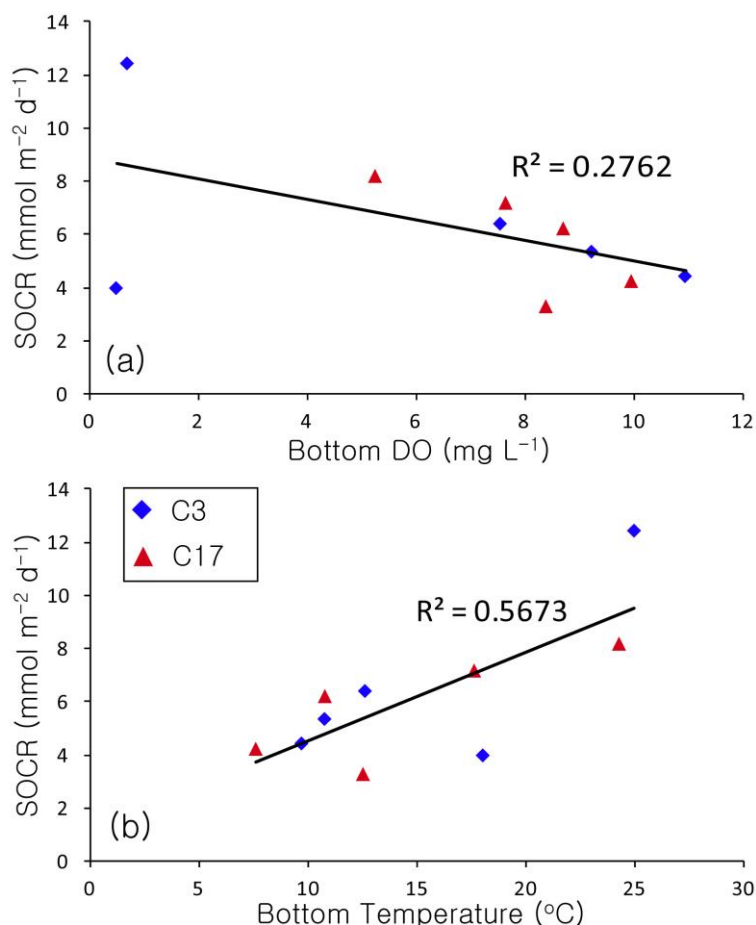 14
12
10
8
6
4
2
0
SOCR (mmol m⁻² d⁻¹)
R² = 0.2762
(a)
0 2 4 6 8 10 12
Bottom DO (mg L⁻¹)
14
12
10
8
6
4
2
0
SOCR (mmol m⁻² d⁻¹)
C3
C17
R² = 0.5673
(b)
0 5 10 15 20 25 30
Bottom Temperature (ºC)